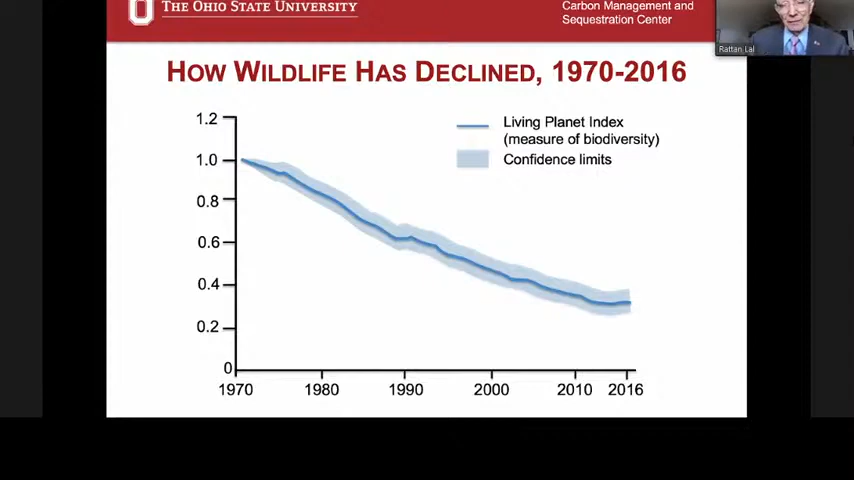 THE OHIO STATE UNIVERSITY
Carbon Management and
Sequestration Center
Rattan Lal
HOW WILDLIFE HAS DECLINED, 1970-2016
Living Planet Index
(measure of biodiversity)
Confidence limits
1.2
1.0
0.8
0.6
0.4
0.2
0
1970 1980 1990 2000 2010 2016